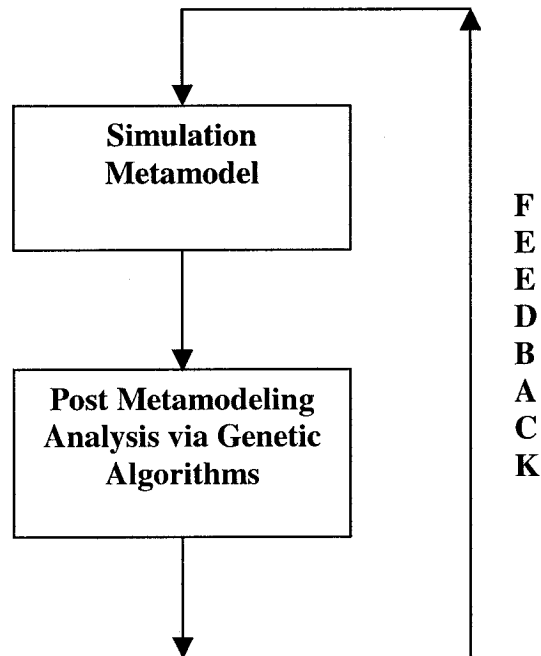 Simulation
Metamodel
Post Metamodeling
Analysis via Genetic
Algorithms
F
E
E
D
B
A
C
K